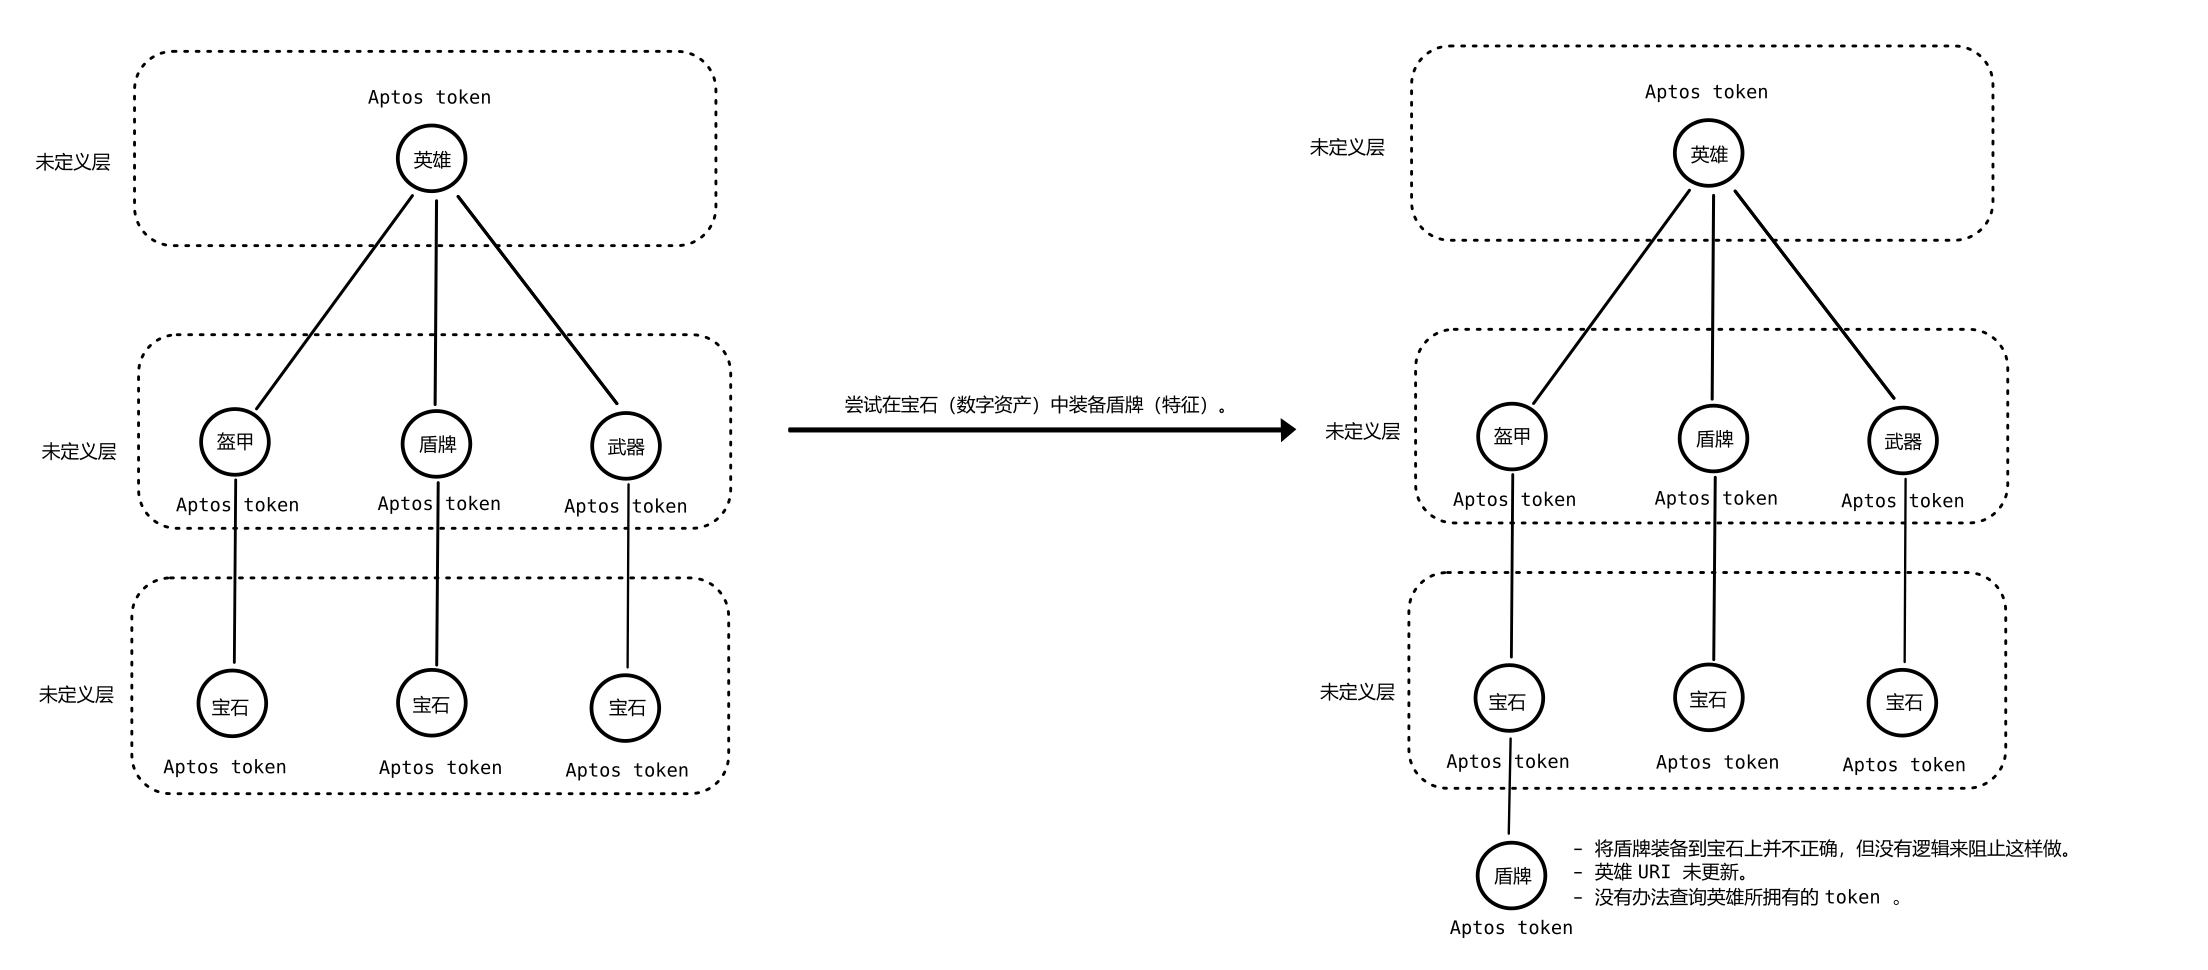 Aptos token
英雄
未定义层
盔甲
盾牌
武器
未定义层
Aptos token
Aptos token
Aptos token
宝石
宝石
宝石
未定义层
Aptos token
Aptos token
Aptos token
尝试在宝石（数字资产）中装备盾牌（特征）。
Aptos token
英雄
未定义层
盔甲
盾牌
武器
未定义层
Aptos token
Aptos token
Aptos token
宝石
宝石
宝石
未定义层
Aptos token
Aptos token
Aptos token
盾牌
Aptos token
- 将盾牌装备到宝石上并不正确，但没有逻辑来阻止这样做。
- 英雄 URI 未更新。
- 没有办法查询英雄所拥有的 token 。